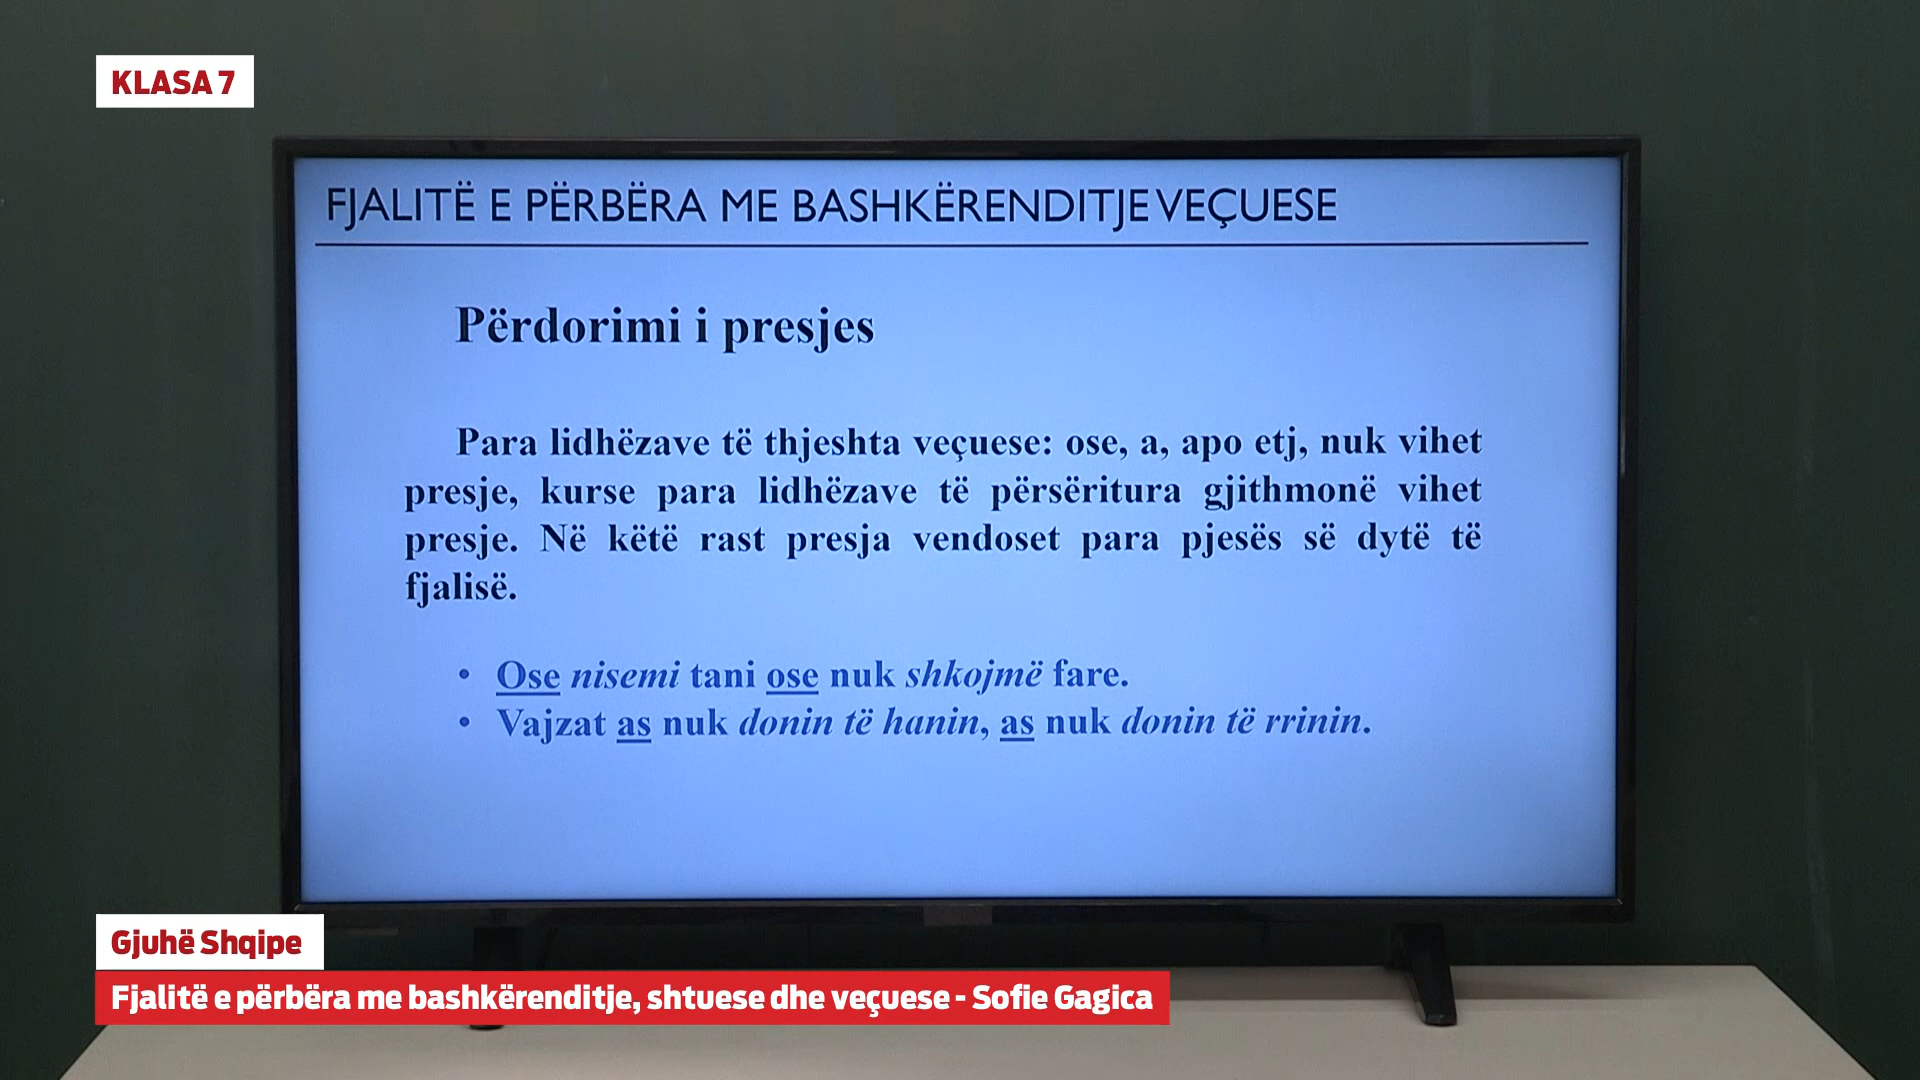 KLASA 7
FJALITË E PËRBËRA ME BASHKËRENDITJE VEÇUESE
Përdorimi i presjes
Para lidhëzave të thjeshta veçuese: ose, a, apo etj, nuk vihet
presje, kurse para lidhëzave të përsëritura gjithmonë vihet
presje. Në këtë rast presja vendoset para pjesës së dytë të
fjalisë.
• Ose nisemi tani ose nuk shkojmë fare.
• Vajzat as nuk donin të hanin, as nuk donin të rrinin.
Gjuhë Shqipe
Fjalitë e përbëra me bashkërenditje, shtuese dhe veçuese - Sofie Gagica